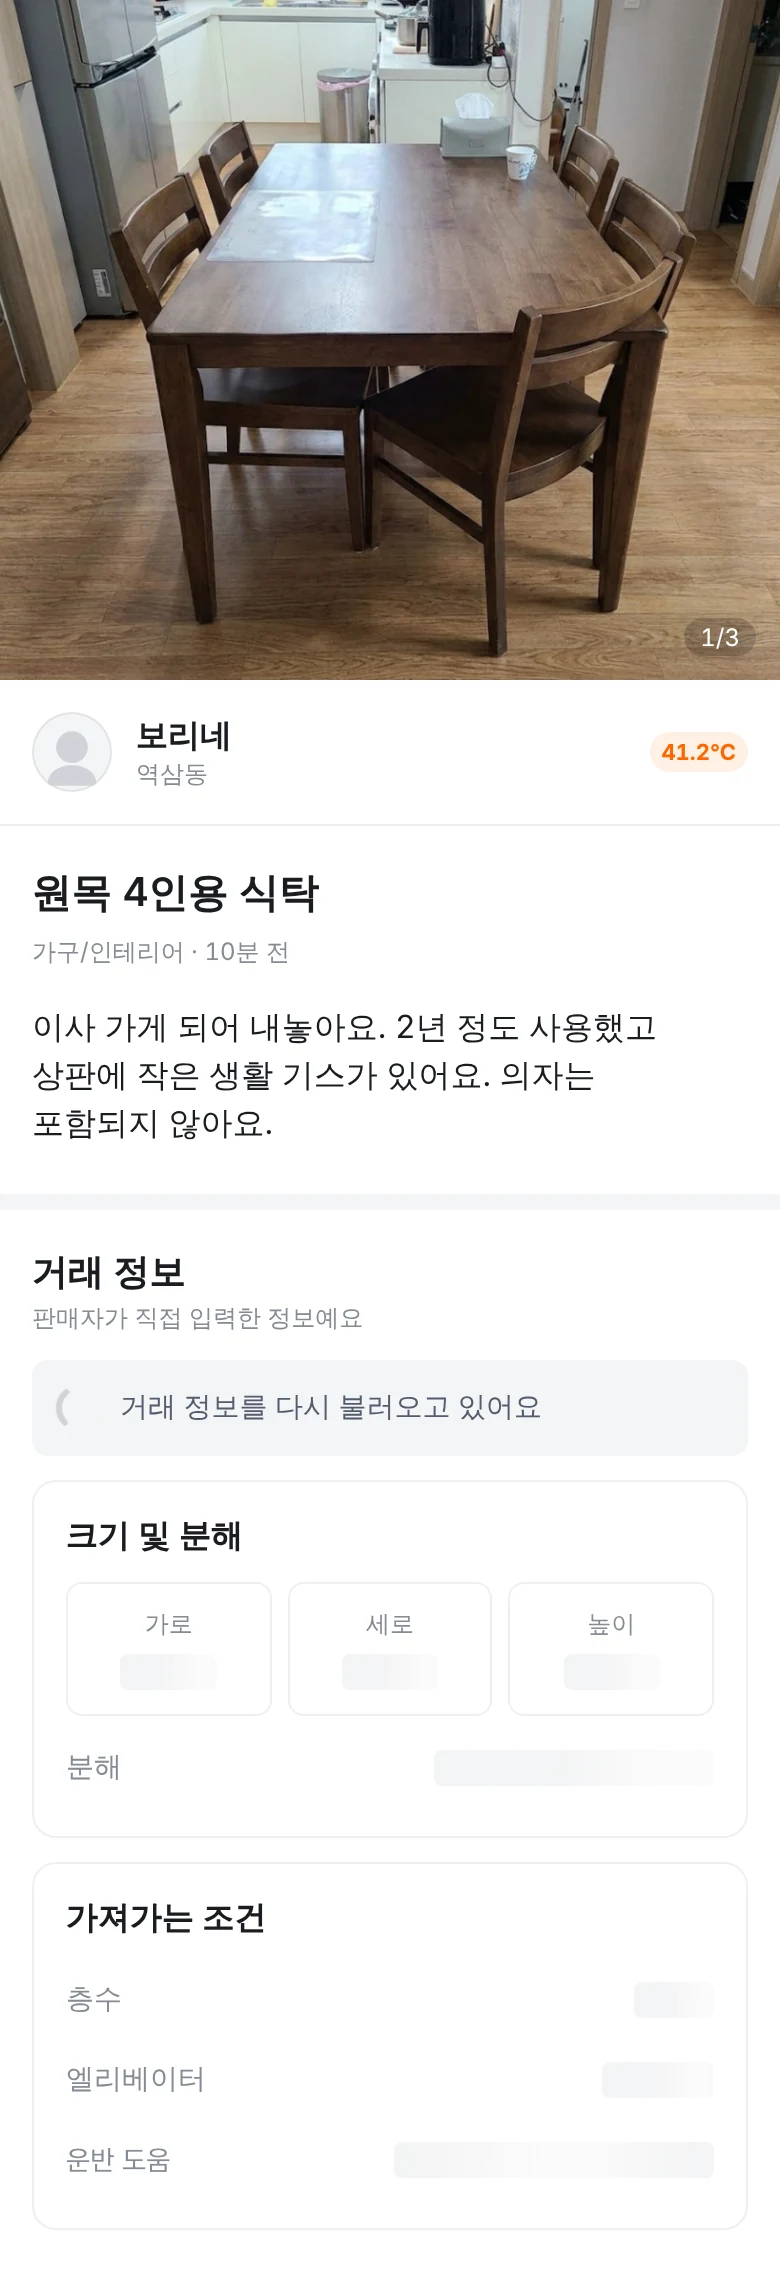 1/3
보리네
역삼동
41.2°C
원목 4인용 식탁
가구/인테리어 · 10분 전
이사 가게 되어 내놓아요. 2년 정도 사용했고
상판에 작은 생활 기스가 있어요. 의자는
포함되지 않아요.
거래 정보
판매자가 직접 입력한 정보예요
거래 정보를 다시 불러오고 있어요
크기 및 분해
가로
세로
높이
분해
가져가는 조건
층수
엘리베이터
운반 도움